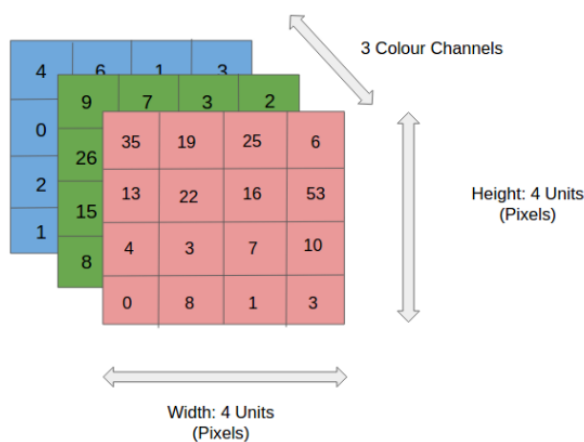 3 Colour Channels
4 6 1 3
0
2
1
9 7 3 2
26
15
8
35 19 25 6
13 22 16 53
4 3 7 10
0 8 1 3
Height: 4 Units
(Pixels)
Width: 4 Units
(Pixels)